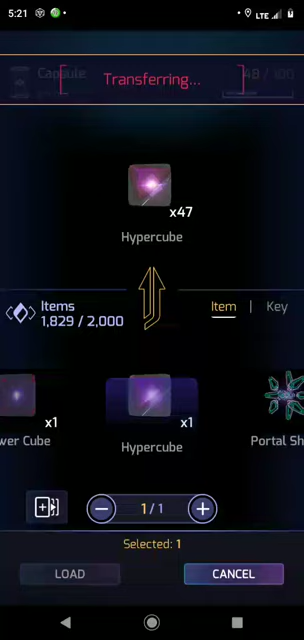 5:21
LTE
Capsule
48 / 100
Transferring...
x47
Hypercube
Items
1,829 / 2,000
Item | Key
x1
x1
wer Cube
Hypercube
Portal Sh
1 / 1
Selected: 1
LOAD
CANCEL